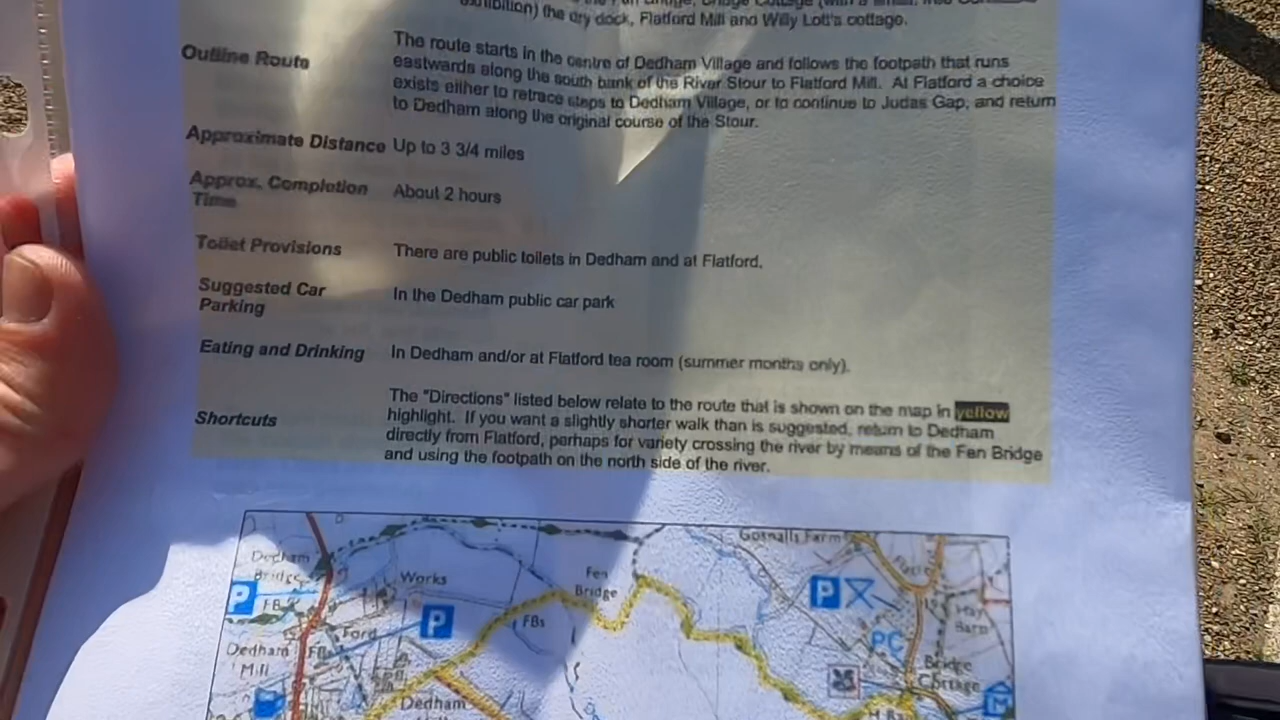 the dry dock, Flatford Mill and Willy Lott's cottage.
Outline Route
The route starts in the centre of Dedham Village and follows the footpath that runs
eastwards along the south bank of the River Stour to Flatford Mill. At Flatford a choice
exists either to retrace steps to Dedham Village, or to continue to Judas Gap, and return
to Dedham along the original course of the Stour.
Approximate Distance Up to 3 3/4 miles
Approx. Completion
Time
About 2 hours
Toilet Provisions There are public toilets in Dedham and at Flatford.
Suggested Car
Parking
In the Dedham public car park
Eating and Drinking In Dedham and/or at Flatford tea room (summer months only).
Shortcuts
The "Directions" listed below relate to the route that is shown on the map in yellow
highlight. If you want a slightly shorter walk than is suggested, return to Dedham
directly from Flatford, perhaps for variety crossing the river by means of the Fen Bridge
and using the footpath on the north side of the river.
Gosnalls Farm
Dedham
Bridge
Works
Fen
Bridge
P
FB
P
FBs
P
Ford
Dedham
Mill
FB
PC
Hay
Barn
Bridge
Cottage
Dedham